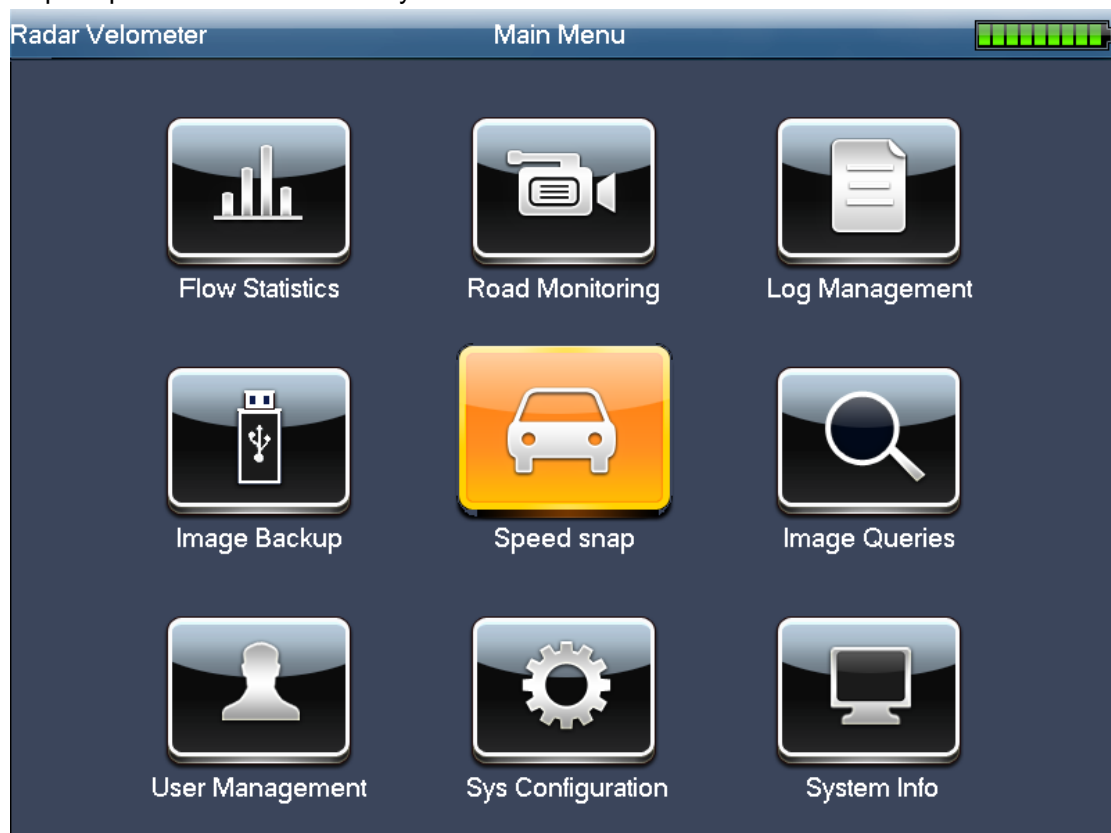 Radar Velometer Main Menu
Flow Statistics Road Monitoring Log Management
Image Backup Speed snap Image Queries
User Management Sys Configuration System Info